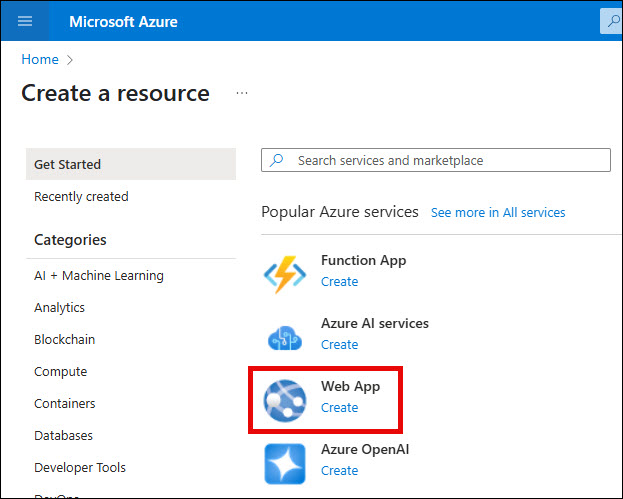 Microsoft Azure
Home
Create a resource
...
Get Started
Recently created
Categories
AI + Machine Learning
Analytics
Blockchain
Compute
Containers
Databases
Developer Tools
DevOps
Search services and marketplace
Popular Azure services See more in All services
Function App
Create
Azure AI services
Create
Web App
Create
Azure OpenAI
Create